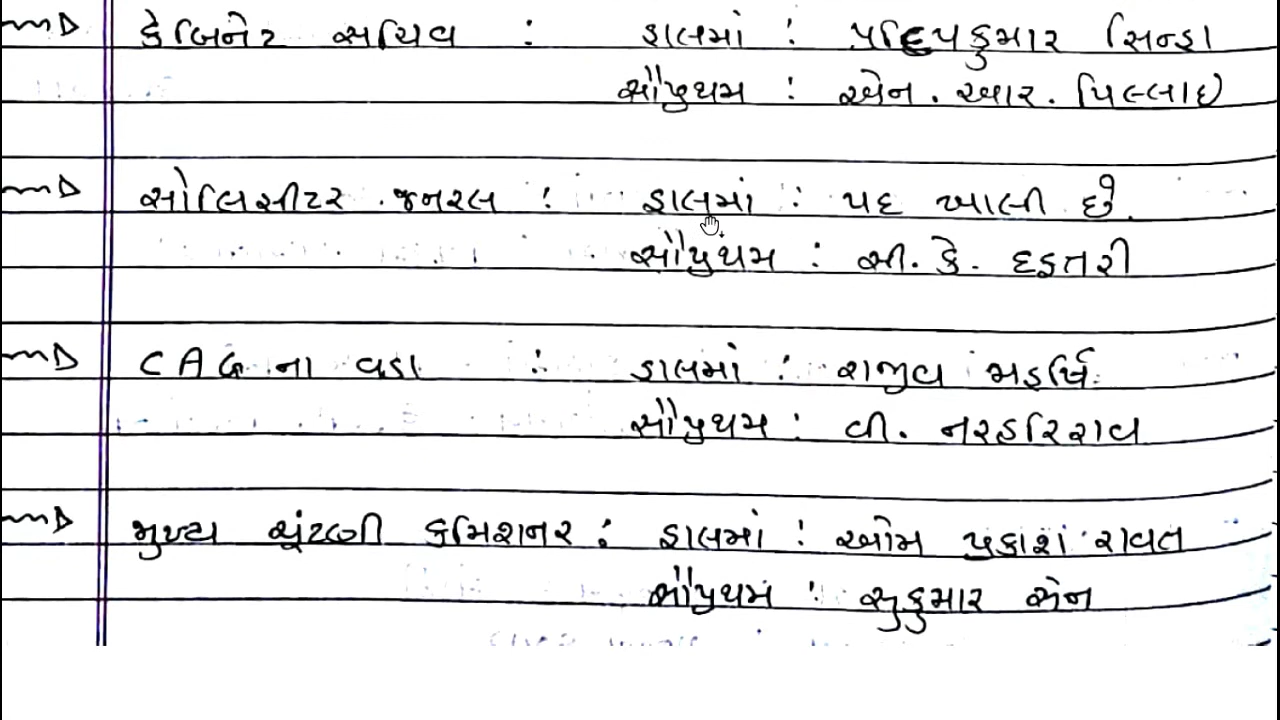 કેબિનેટ સચિવ : હાલમાં : પ્રદિપકુમાર સિન્હા
સૌપ્રથમ : એન. આર. પિલ્લાઇ
સોલિસીટર જનરલ : હાલમાં : પદ ખાલી છે.
સૌપ્રથમ : સી. કે. દફતરી
CAG ના વડા : હાલમાં : રાજીવ મહર્ષિ
સૌપ્રથમ : વી. નરહરિરાવ
મુખ્ય ચૂંટણી કમિશનર : હાલમાં : ઓમ પ્રકાશ રાવત
સૌપ્રથમ : સુકુમાર સેન